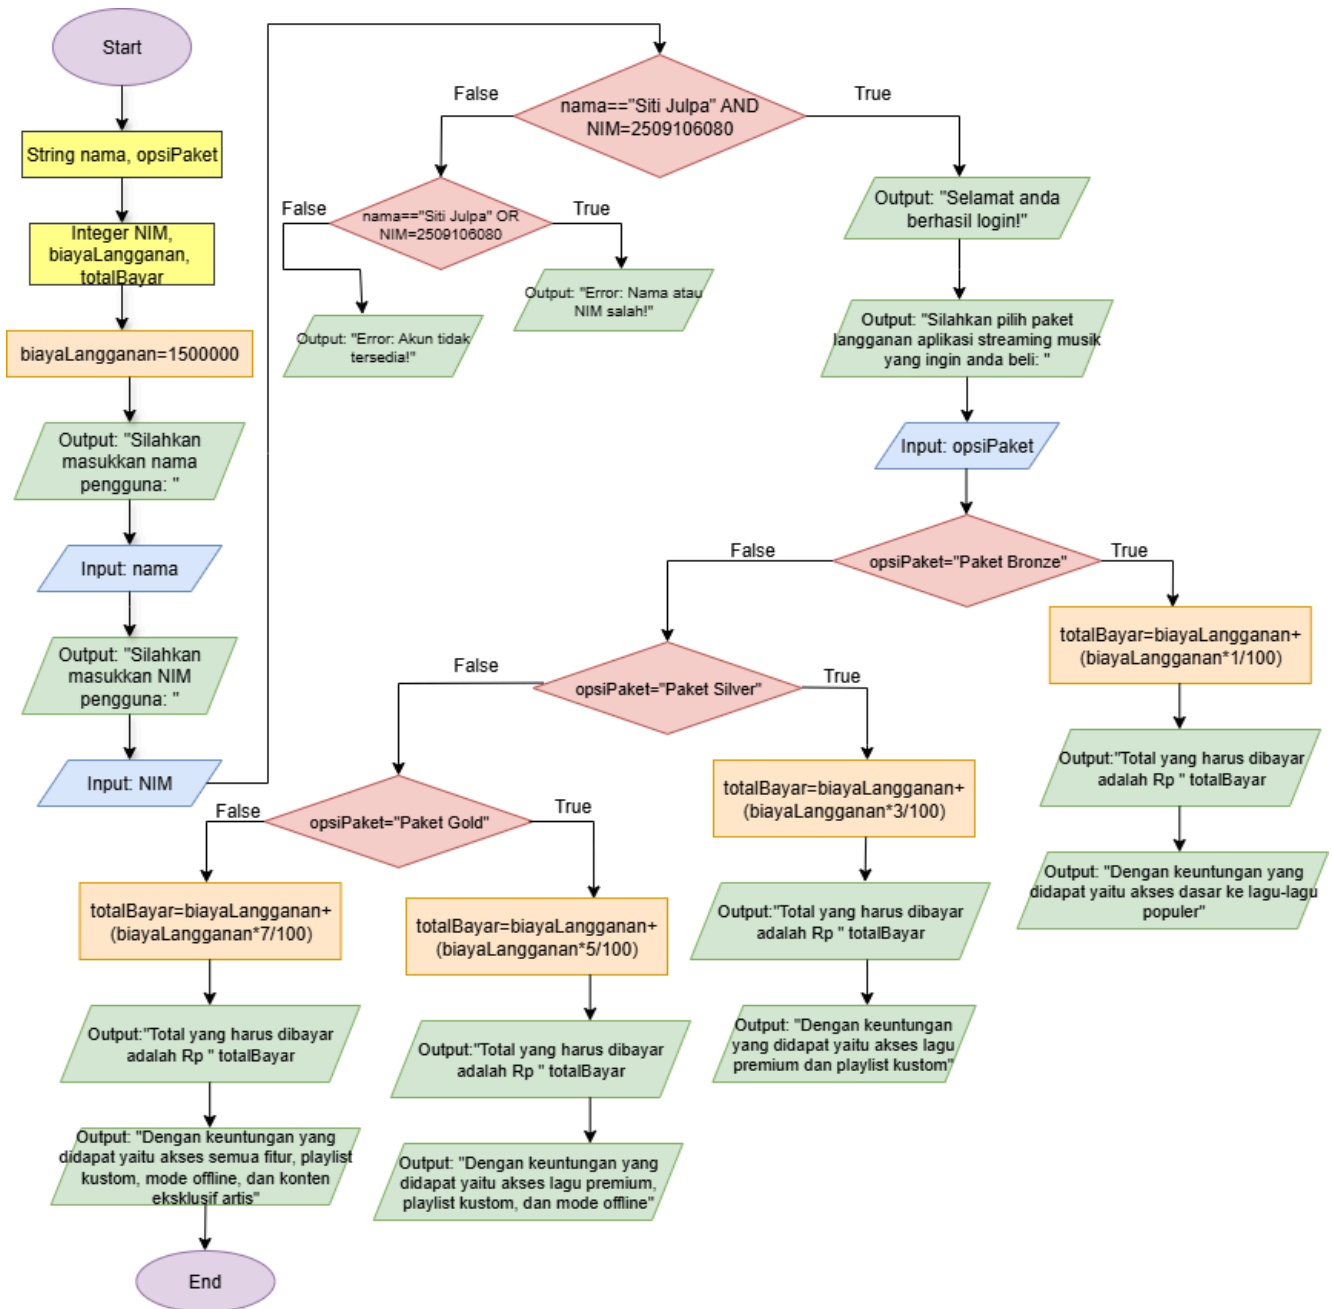 Start
String nama, opsiPaket
Integer NIM,
biayaLangganan,
totalBayar
biayaLangganan=1500000
Output: "Silahkan
masukkan nama
pengguna: "
Input: nama
Output: "Silahkan
masukkan NIM
pengguna: "
Input: NIM
False
nama=="Siti Julpa" AND
NIM=2509106080
True
False
nama=="Siti Julpa" OR
NIM=2509106080
True
Output: "Error: Akun tidak
tersedia!"
Output: "Error: Nama atau
NIM salah!"
Output: "Selamat anda
berhasil login!"
Output: "Silahkan pilih paket
langganan aplikasi streaming musik
yang ingin anda beli: "
Input: opsiPaket
False
opsiPaket="Paket Bronze"
True
totalBayar=biayaLangganan+
(biayaLangganan*1/100)
Output:"Total yang harus dibayar
adalah Rp " totalBayar
Output: "Dengan keuntungan yang
didapat yaitu akses dasar ke lagu-lagu
populer"
False
opsiPaket="Paket Silver"
True
totalBayar=biayaLangganan+
(biayaLangganan*3/100)
Output:"Total yang harus dibayar
adalah Rp " totalBayar
Output: "Dengan keuntungan
yang didapat yaitu akses lagu
premium dan playlist kustom"
False
opsiPaket="Paket Gold"
True
totalBayar=biayaLangganan+
(biayaLangganan*5/100)
Output:"Total yang harus dibayar
adalah Rp " totalBayar
Output: "Dengan keuntungan yang
didapat yaitu akses lagu premium,
playlist kustom, dan mode offline"
totalBayar=biayaLangganan+
(biayaLangganan*7/100)
Output:"Total yang harus dibayar
adalah Rp " totalBayar
Output: "Dengan keuntungan yang
didapat yaitu akses semua fitur, playlist
kustom, mode offline, dan konten
eksklusif artis"
End